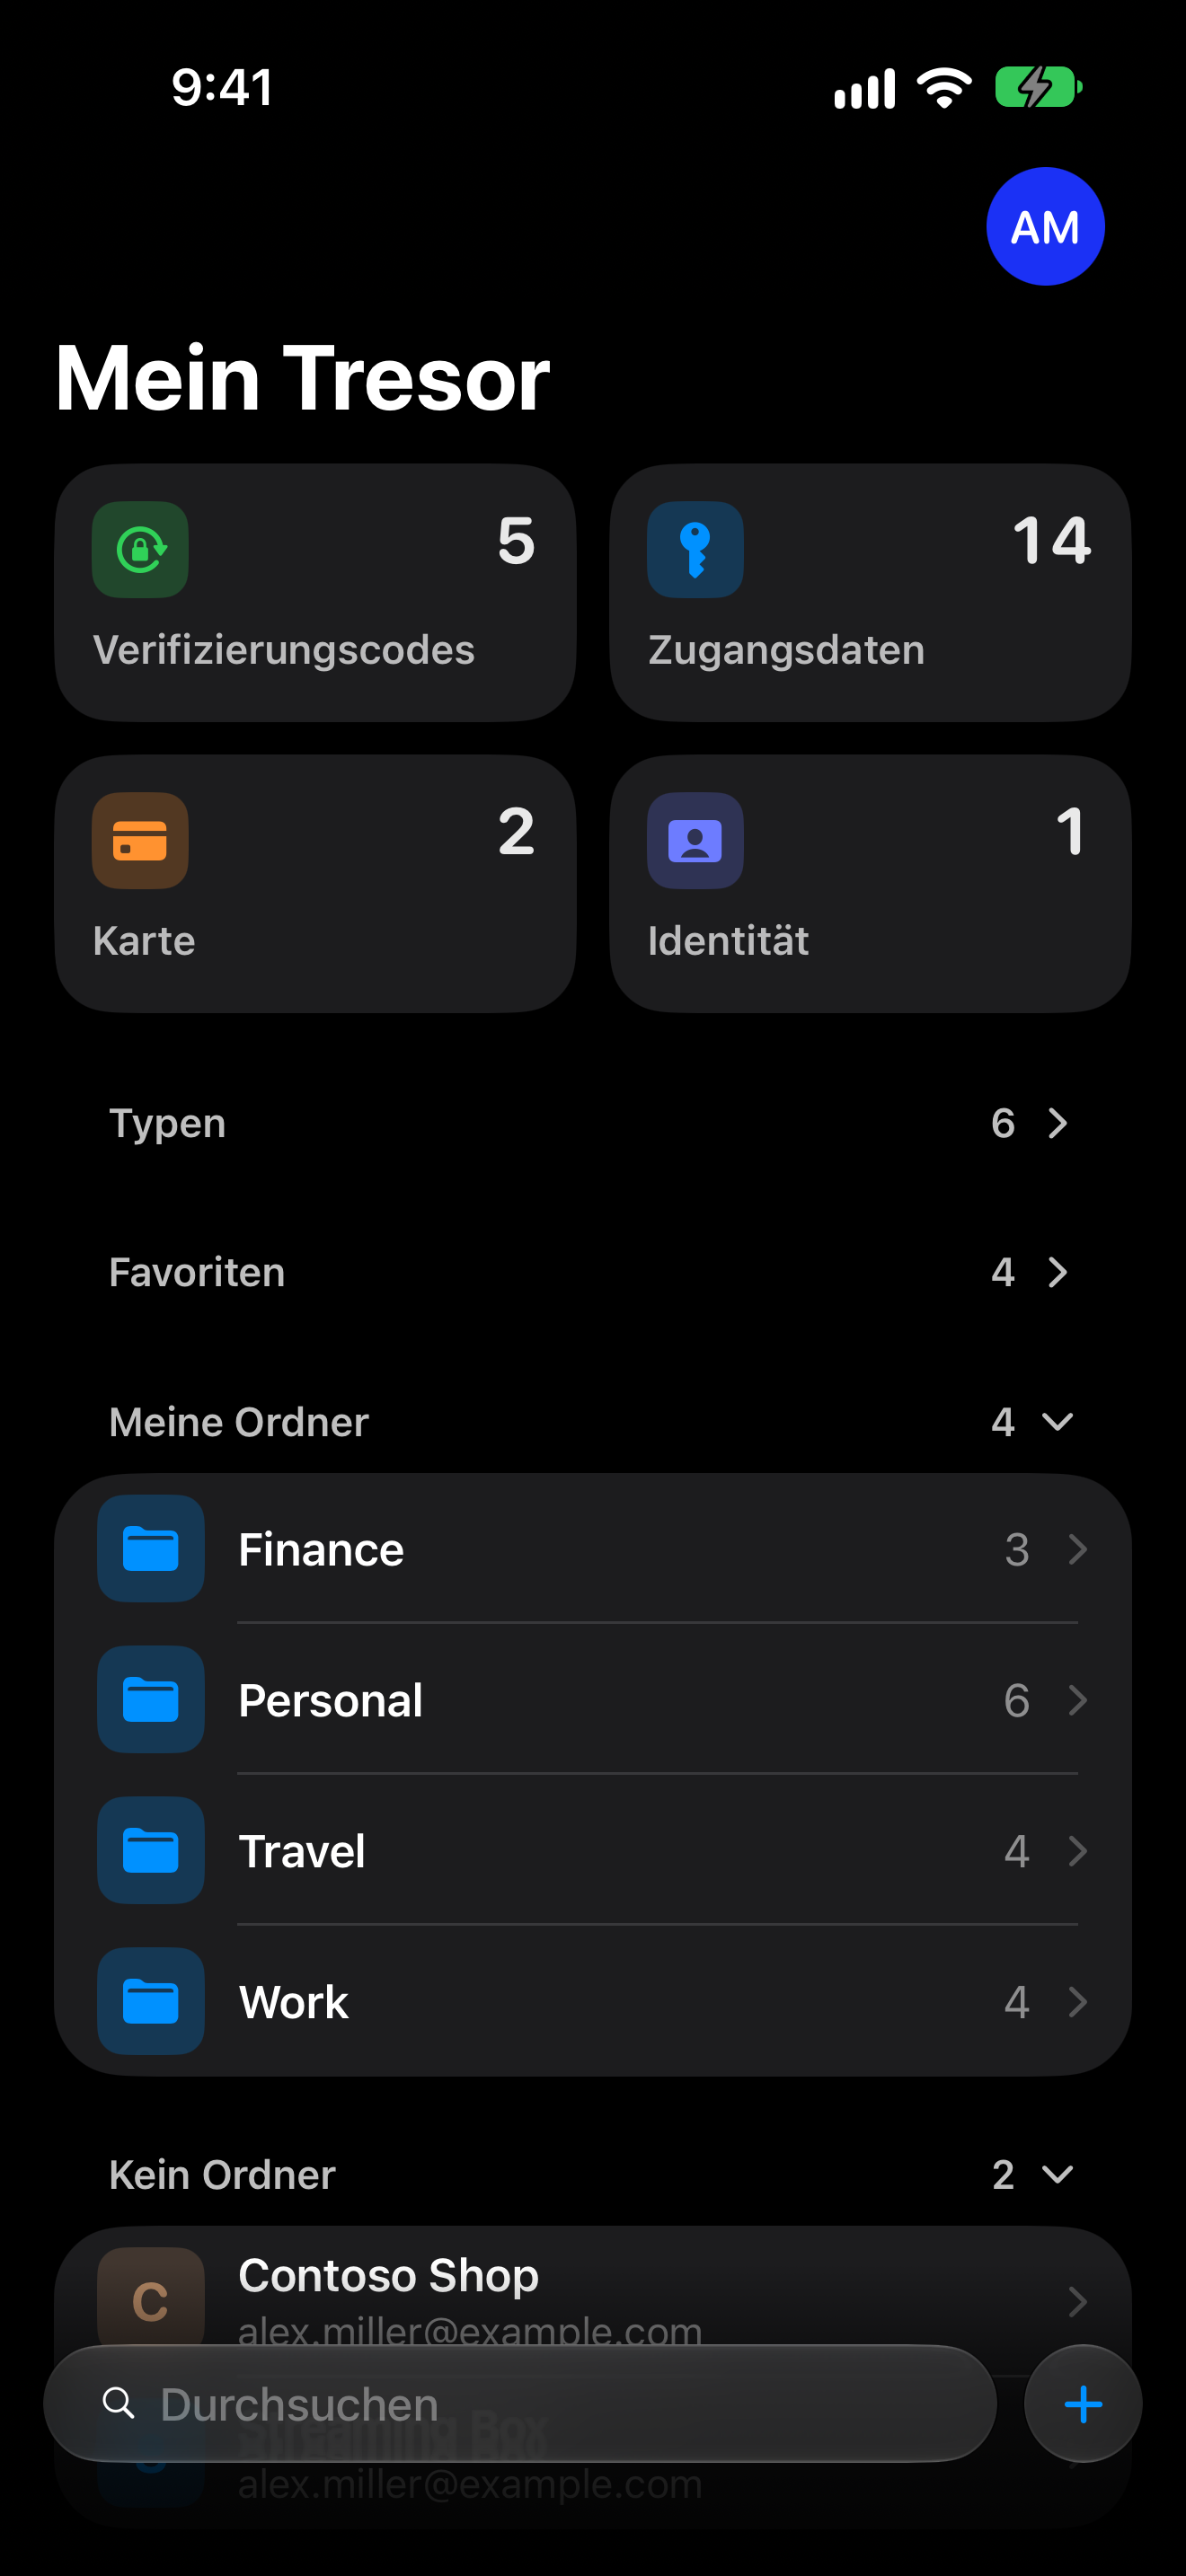 9:41
AM
Mein Tresor
5
Verifizierungscodes
14
Zugangsdaten
2
Karte
1
Identität
Typen 6
Favoriten 4
Meine Ordner 4
Finance 3
Personal 6
Travel 4
Work 4
Kein Ordner 2
C
Contoso Shop
alex.miller@example.com
Durchsuchen
Streaming Box
alex.miller@example.com